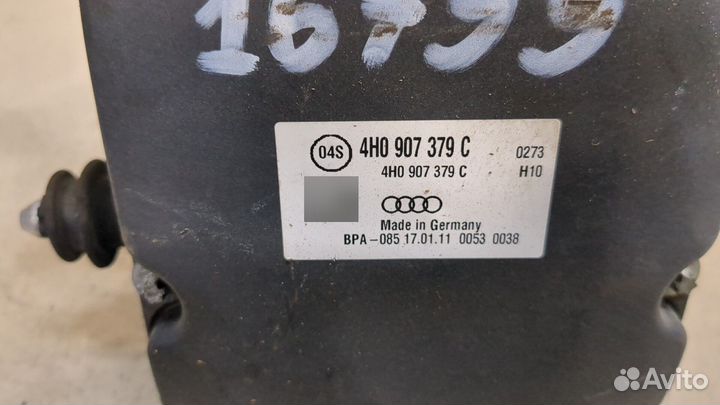 16799
04S 4H0 907 379 C 0273
4H0 907 379 C H10
Made in Germany
BPA-085 17.01.11 0053 0038
Avito